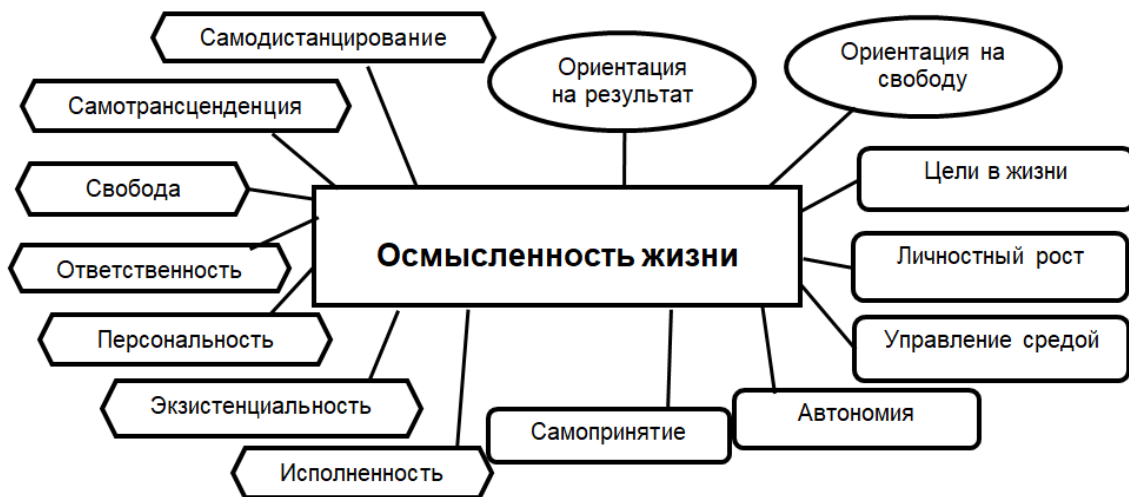 Самодистанцирование
Ориентация
на результат
Ориентация на
свободу
Самотрансценденция
Свобода
Цели в жизни
Осмысленность жизни
Ответственность
Личностный рост
Персональность
Управление средой
Экзистенциальность
Самопринятие
Автономия
Исполненность